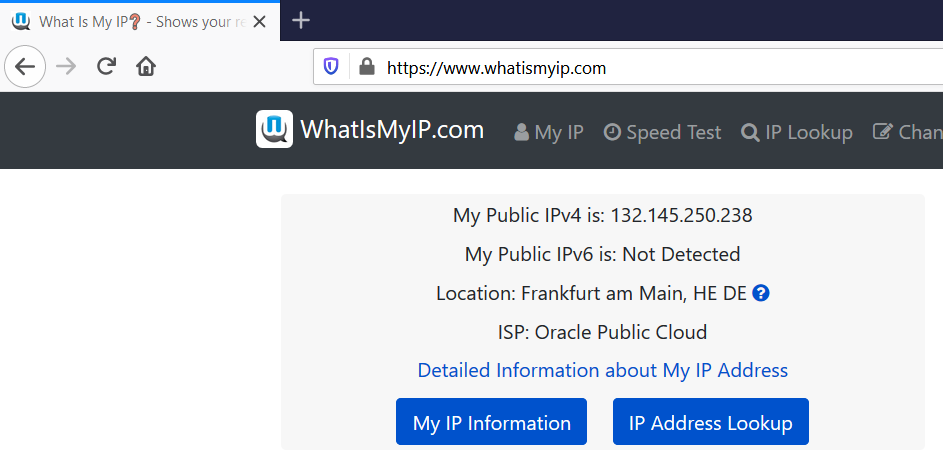 What Is My IP❓ - Shows your re
https://www.whatismyip.com
WhatIsMyIP.com My IP Speed Test IP Lookup Chan
My Public IPv4 is: 132.145.250.238
My Public IPv6 is: Not Detected
Location: Frankfurt am Main, HE DE
ISP: Oracle Public Cloud
Detailed Information about My IP Address
My IP Information IP Address Lookup